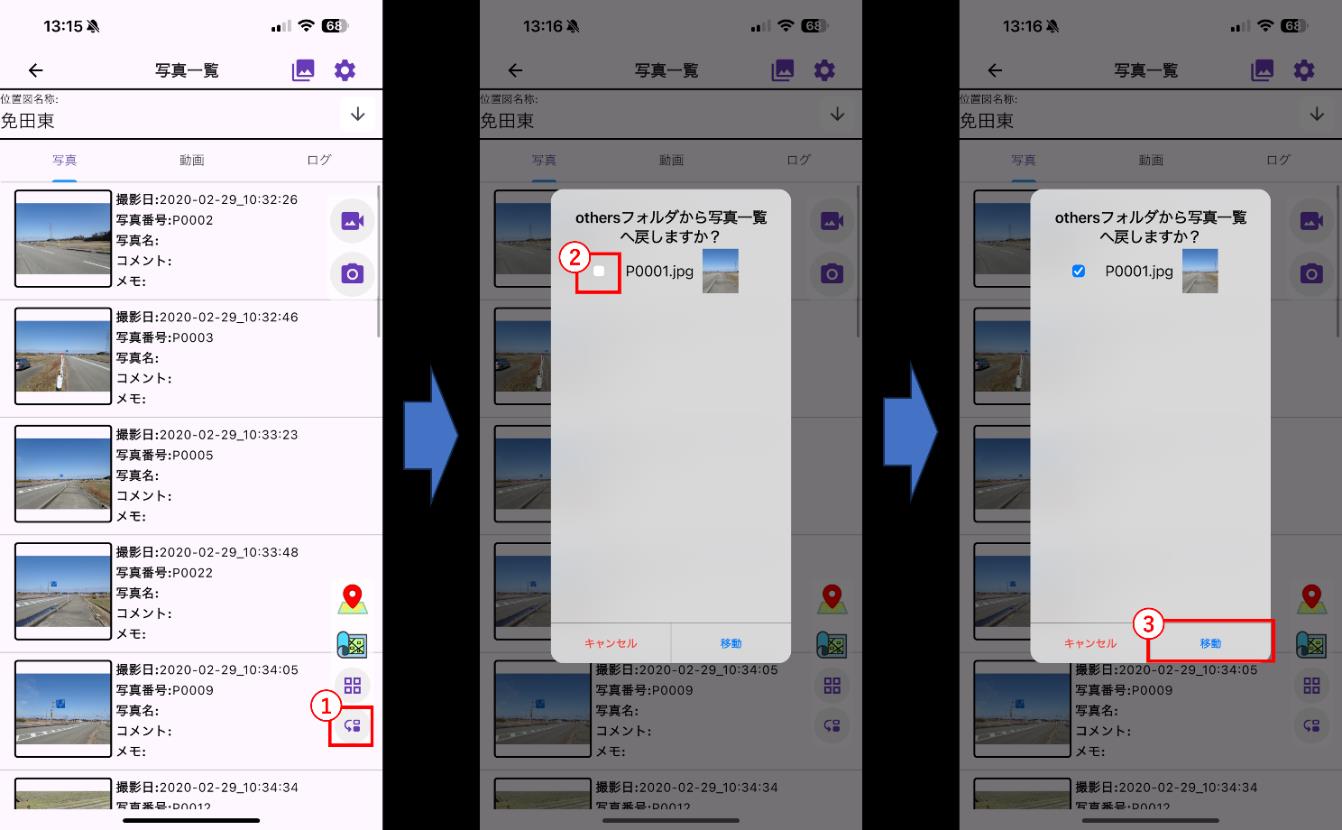 13:15
68
写真一覧
位置図名称:
免田東
写真
動画
ログ
撮影日:2020-02-29_10:32:26
写真番号:P0002
写真名:
コメント:
メモ:
撮影日:2020-02-29_10:32:46
写真番号:P0003
写真名:
コメント:
メモ:
撮影日:2020-02-29_10:33:23
写真番号:P0005
写真名:
コメント:
メモ:
撮影日:2020-02-29_10:33:48
写真番号:P0022
写真名:
コメント:
メモ:
撮影日:2020-02-29_10:34:05
写真番号:P0009
写真名:
コメント:
メモ:
1
撮影日:2020-02-29_10:34:34
写真番号:P0012
13:16
68
写真一覧
位置図名称:
免田東
写真
動画
ログ
othersフォルダから写真一覧
へ戻しますか？
2
P0001.jpg
キャンセル
移動
撮影日:2020-02-29_10:34:05
写真番号:P0009
写真名:
コメント:
メモ:
撮影日:2020-02-29_10:34:34
写真番号:P0012
13:16
68
写真一覧
位置図名称:
免田東
写真
動画
ログ
othersフォルダから写真一覧
へ戻しますか？
P0001.jpg
3
キャンセル
移動
撮影日:2020-02-29_10:34:05
写真番号:P0009
写真名:
コメント:
メモ:
撮影日:2020-02-29_10:34:34
写真番号:P0012